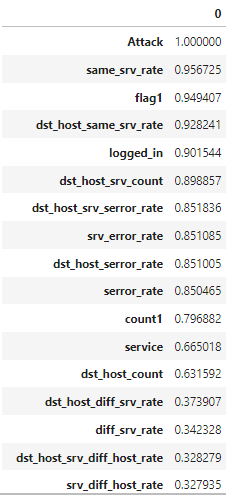 0
Attack 1.000000
same_srv_rate 0.956725
flag1 0.949407
dst_host_same_srv_rate 0.928241
logged_in 0.901544
dst_host_srv_count 0.898857
dst_host_srv_serror_rate 0.851836
srv_error_rate 0.851085
dst_host_serror_rate 0.851005
serror_rate 0.850465
count1 0.796882
service 0.665018
dst_host_count 0.631592
dst_host_diff_srv_rate 0.373907
diff_srv_rate 0.342328
dst_host_srv_diff_host_rate 0.328279
srv_diff_host_rate 0.327935